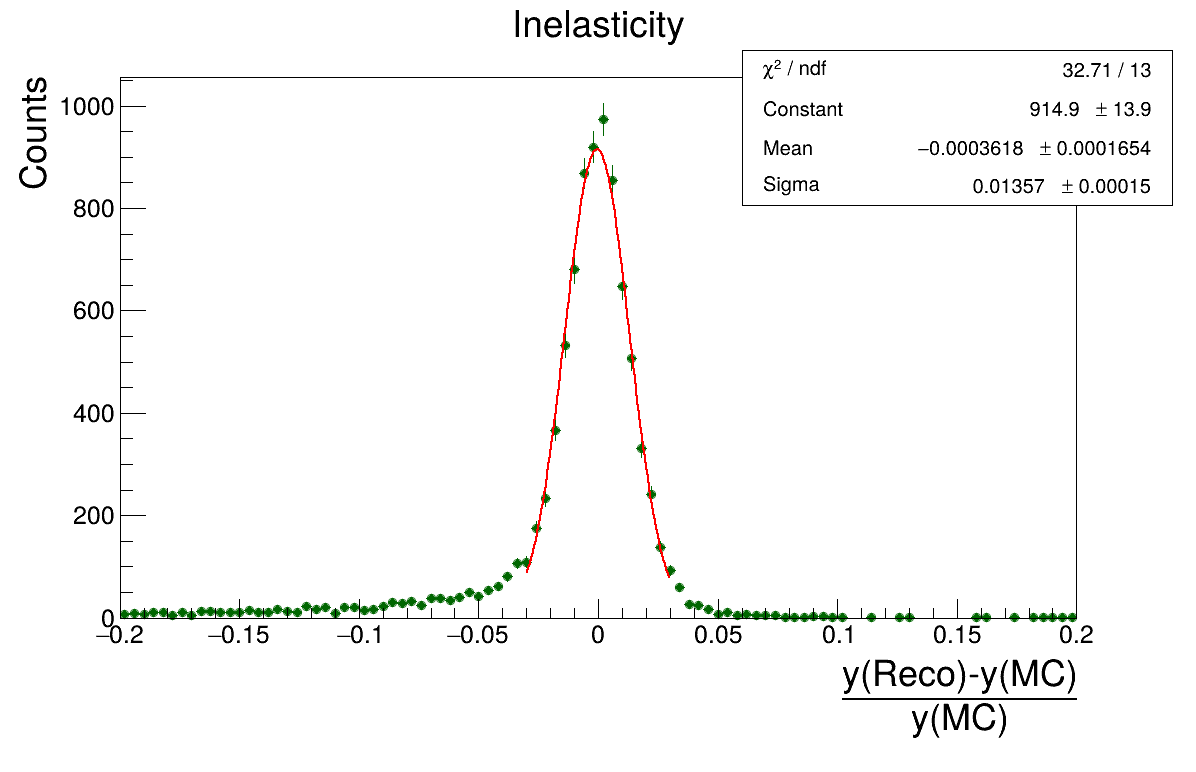 Inelasticity
χ² / ndf 32.71 / 13
Constant 914.9 ± 13.9
Mean −0.0003618 ± 0.0001654
Sigma 0.01357 ± 0.00015
Counts
1000
800
600
400
200
0
−0.2 −0.15 −0.1 −0.05 0 0.05 0.1 0.15 0.2
y(Reco)-y(MC)
y(MC)